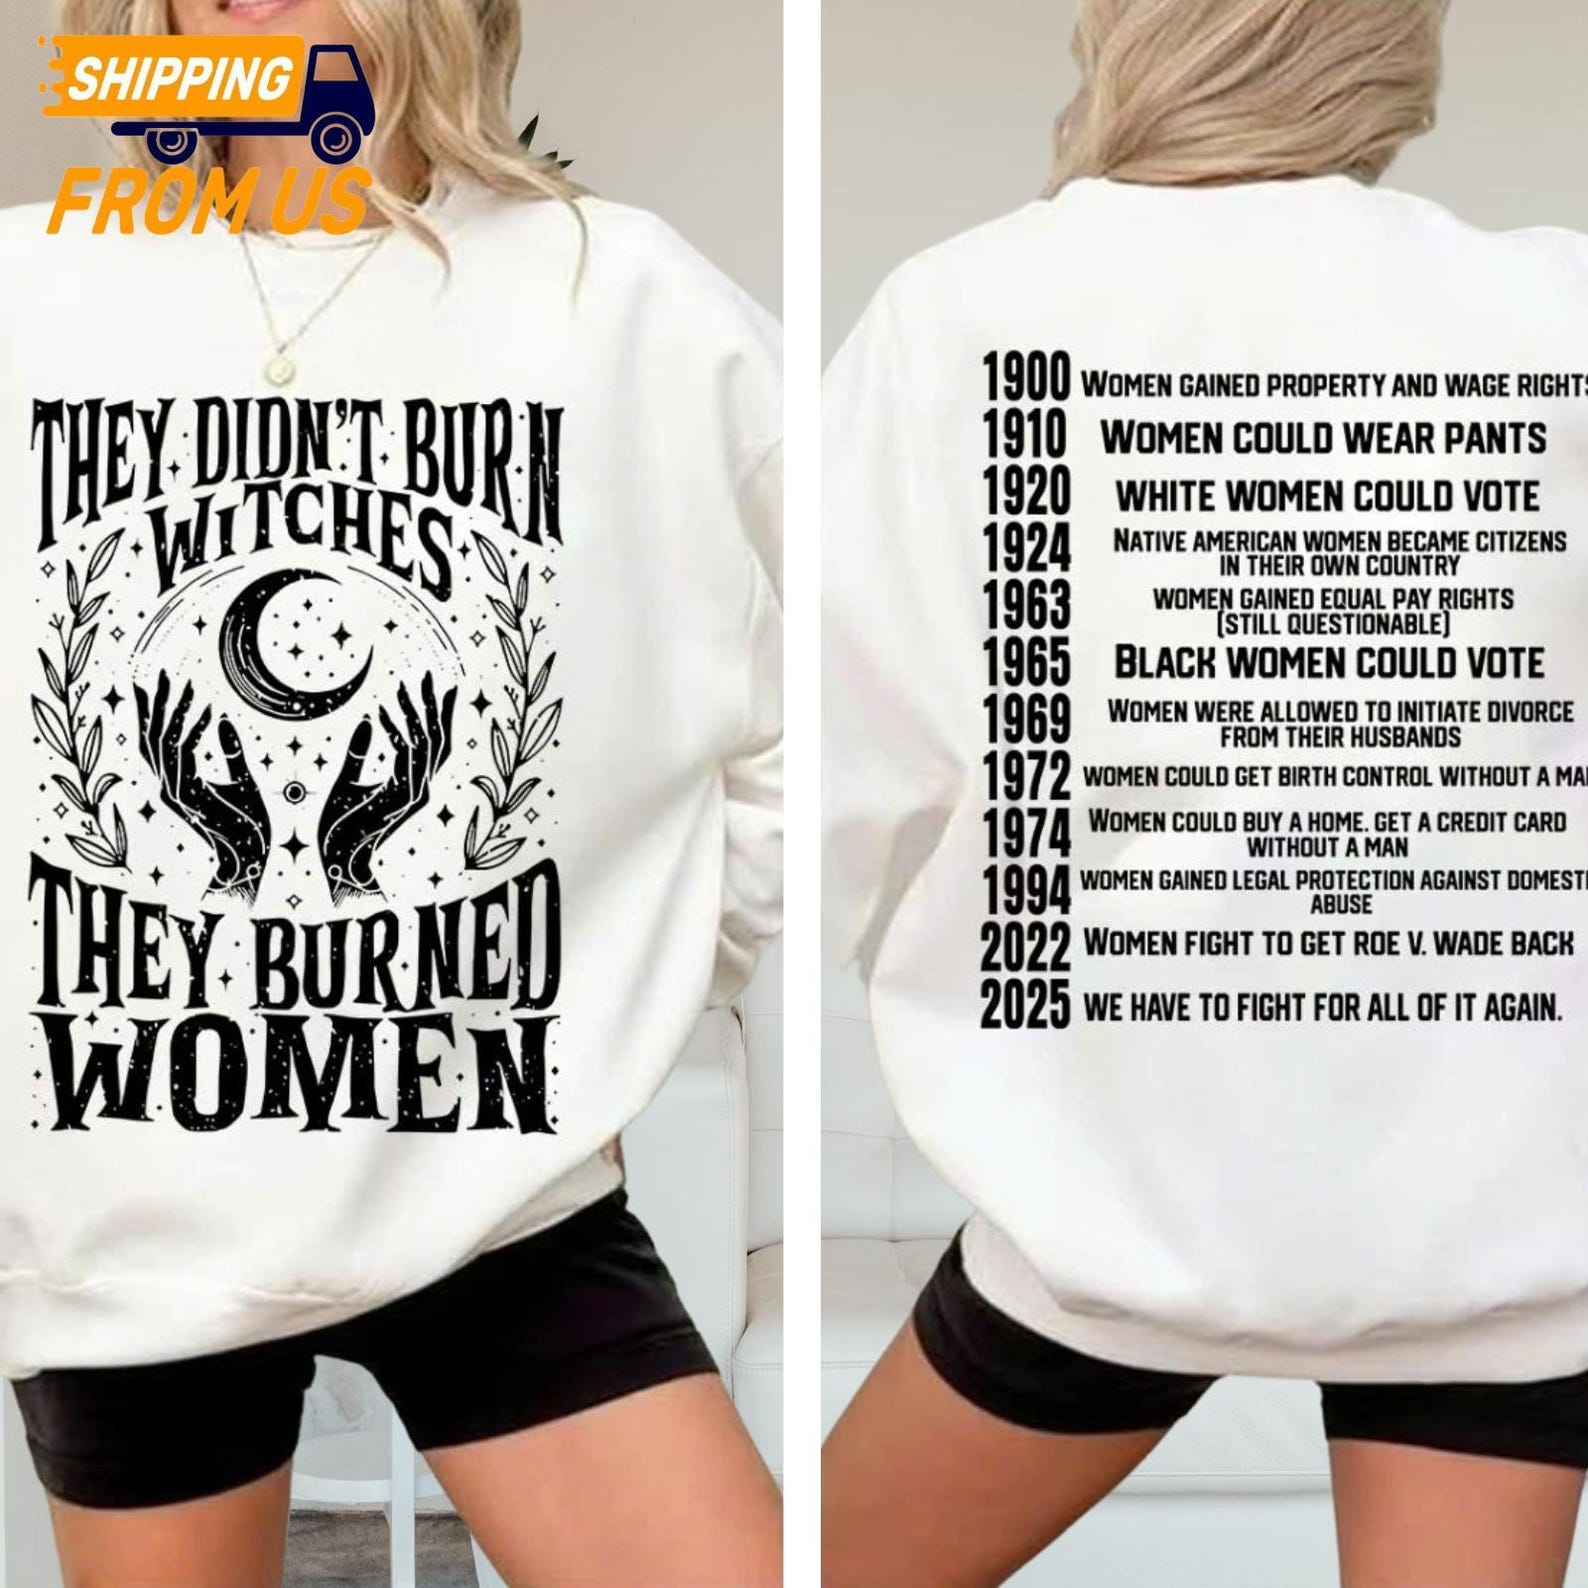 SHIPPING
FROM US
THEY DIDN'T BURN
WITCHES
THEY BURNED
WOMEN
1900 WOMEN GAINED PROPERTY AND WAGE RIGHTS
1910 WOMEN COULD WEAR PANTS
1920 WHITE WOMEN COULD VOTE
1924 NATIVE AMERICAN WOMEN BECAME CITIZENS
IN THEIR OWN COUNTRY
1963 WOMEN GAINED EQUAL PAY RIGHTS
(STILL QUESTIONABLE)
1965 BLACK WOMEN COULD VOTE
1969 WOMEN WERE ALLOWED TO INITIATE DIVORCE
FROM THEIR HUSBANDS
1972 WOMEN COULD GET BIRTH CONTROL WITHOUT A MA
1974 WOMEN COULD BUY A HOME. GET A CREDIT CARD
WITHOUT A MAN
1994 WOMEN GAINED LEGAL PROTECTION AGAINST DOMESTI
ABUSE
2022 WOMEN FIGHT TO GET ROE V. WADE BACK
2025 WE HAVE TO FIGHT FOR ALL OF IT AGAIN.